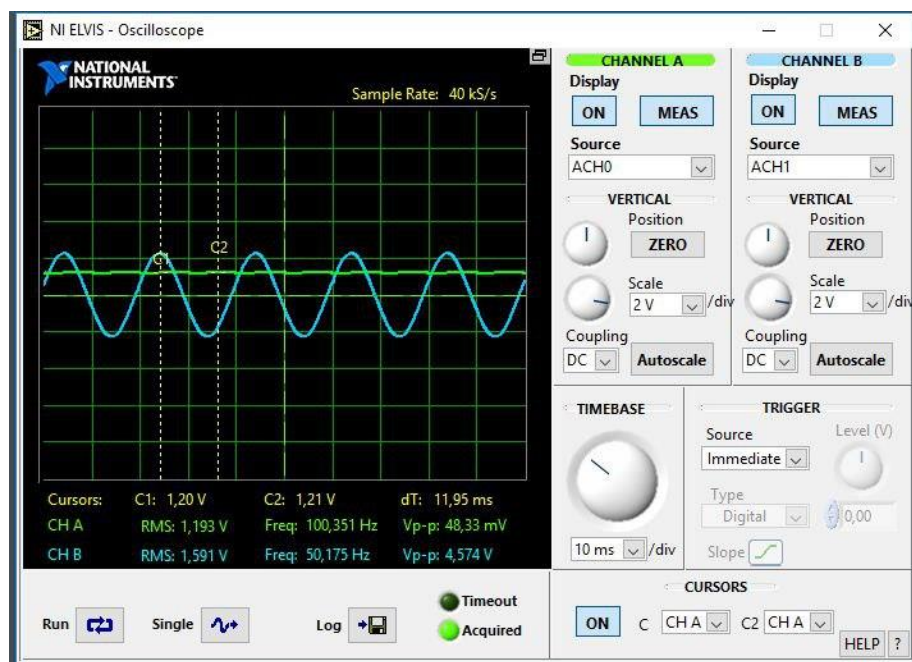 NI ELVIS - Oscilloscope
NATIONAL
INSTRUMENTS
Sample Rate: 40 kS/s
C1
C2
Cursors: C1: 1,20 V C2: 1,21 V dT: 11,95 ms
CH A RMS: 1,193 V Freq: 100,351 Hz Vp-p: 48,33 mV
CH B RMS: 1,591 V Freq: 50,175 Hz Vp-p: 4,574 V
Run Single Log
Timeout
Acquired
CHANNEL A
Display
ON MEAS
Source
ACH0
VERTICAL
Position
ZERO
Scale
2 V /div
Coupling
DC Autoscale
CHANNEL B
Display
ON MEAS
Source
ACH1
VERTICAL
Position
ZERO
Scale
2 V /div
Coupling
DC Autoscale
TIMEBASE
10 ms /div
TRIGGER
Source Level (V)
Immediate
Type
Digital 0,00
Slope
CURSORS
ON C CH A C2 CH A
HELP ?